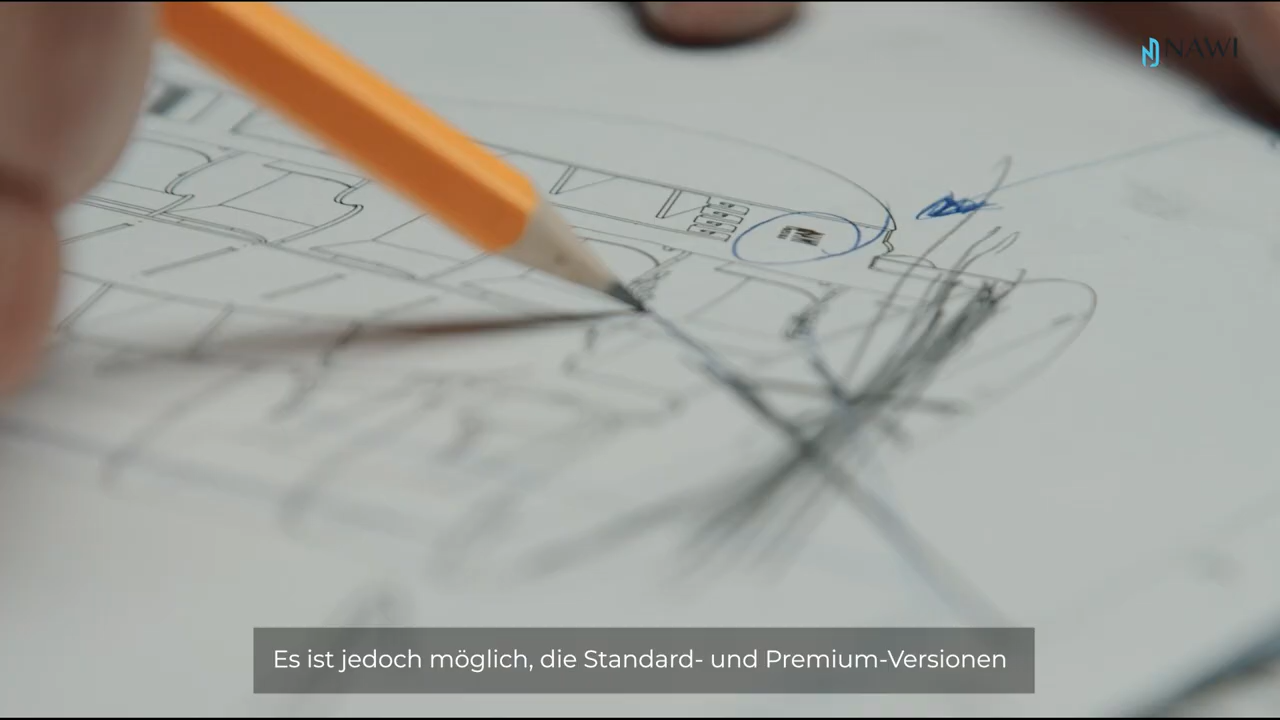 NAWI
Es ist jedoch möglich, die Standard- und Premium-Versionen